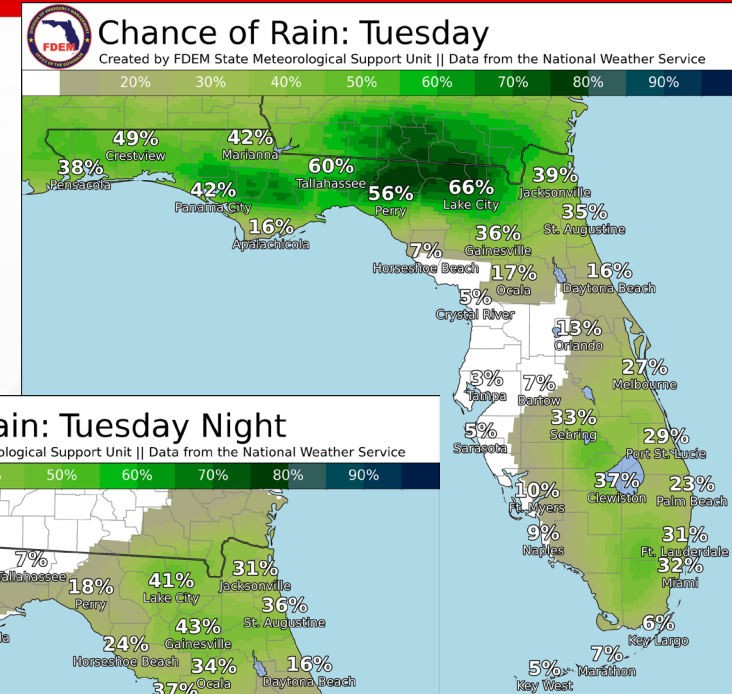 Chance of Rain: Tuesday
FDEM
Created by FDEM State Meteorological Support Unit || Data from the National Weather Service
20% 30% 40% 50% 60% 70% 80% 90%
49%
Crestview
42%
Marianna
38%
Pensacola
60%
Tallahassee
42%
Panama City
56%
Perry
66%
Lake City
39%
Jacksonville
16%
Apalachicola
35%
St. Augustine
36%
Gainesville
7%
Horseshoe Beach
17%
Ocala
16%
Daytona Beach
5%
Crystal River
13%
Orlando
27%
Melbourne
3%
Tampa
7%
Bartow
33%
Sebring
5%
Sarasota
29%
Port St. Lucie
37%
Clewiston
23%
Palm Beach
10%
Ft. Myers
9%
Naples
31%
Ft. Lauderdale
32%
Miami
6%
Key Largo
7%
Marathon
5%
Key West
ain: Tuesday Night
ological Support Unit || Data from the National Weather Service
50% 60% 70% 80% 90%
7%
allahassee
18%
Perry
41%
Lake City
31%
Jacksonville
36%
St. Augustine
43%
Gainesville
24%
Horseshoe Beach
34%
Ocala
16%
Daytona Beach
37%
la